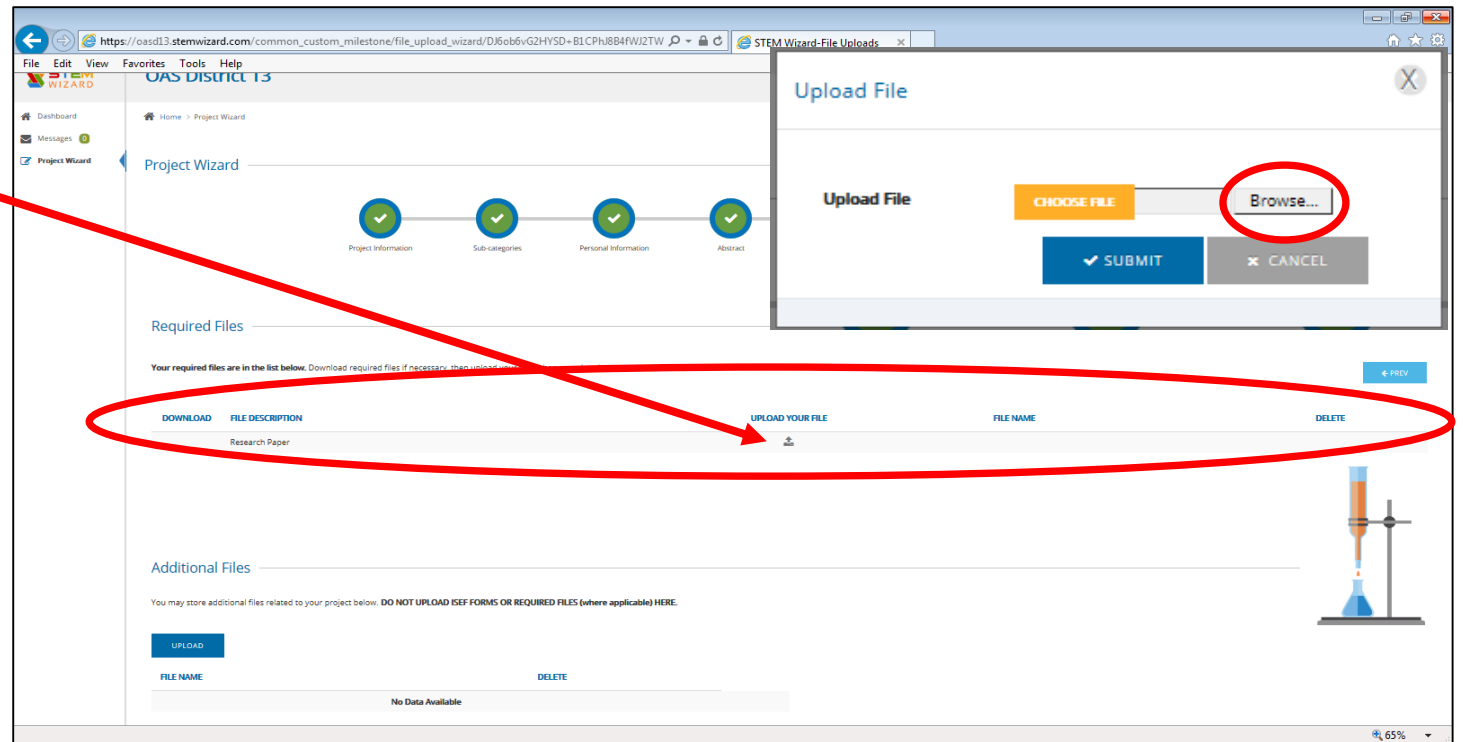 https://oasd13.stemwizard.com/common_custom_milestone/file_upload_wizard/DJ6ob6vG2HYSD+B1CPhJ8B4fWJ2TW
STEM Wizard-File Uploads
File Edit View Favorites Tools Help
STEM
WIZARD
OAS District 13
Dashboard
Messages 0
Project Wizard
Home > Project Wizard
Project Wizard
Project Information
Sub-categories
Personal Information
Abstract
Upload File
X
Upload File
CHOOSE FILE
Browse...
SUBMIT
CANCEL
Required Files
Your required files are in the list below. Download required files if necessary, then upload
PREV
DOWNLOAD FILE DESCRIPTION UPLOAD YOUR FILE FILE NAME DELETE
Research Paper
Additional Files
You may store additional files related to your project below. DO NOT UPLOAD ISEF FORMS OR REQUIRED FILES (where applicable) HERE.
UPLOAD
FILE NAME DELETE
No Data Available
65%